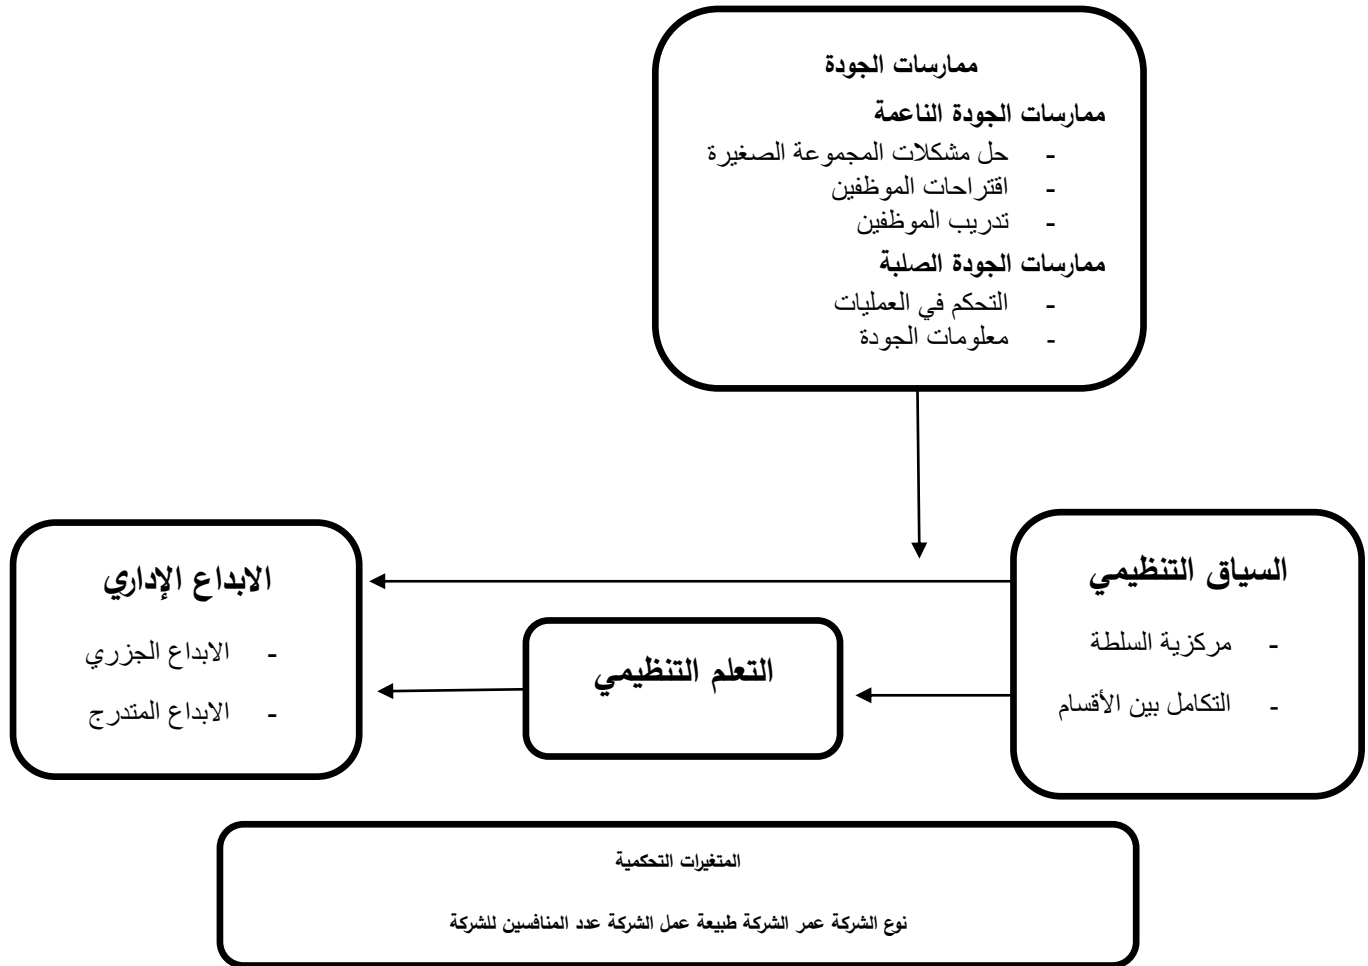 ممارسات الجودة
ممارسات الجودة الناعمة
- حل مشكلات المجموعة الصغيرة
- اقتراحات الموظفين
- تدريب الموظفين
ممارسات الجودة الصلبة
- التحكم في العمليات
- معلومات الجودة
السياق التنظيمي
- مركزية السلطة
- التكامل بين الأقسام
التعلم التنظيمي
الابداع الإداري
- الابداع الجزري
- الابداع المتدرج
المتغيرات التحكمية
نوع الشركة عمر الشركة طبيعة عمل الشركة عدد المنافسين للشركة